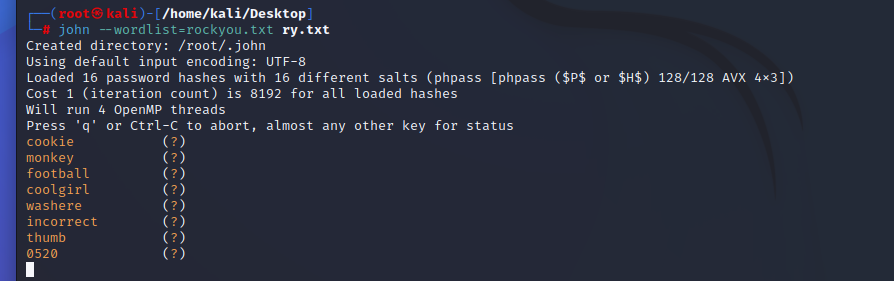 ┌──(root㉿kali)-[/home/kali/Desktop]
└─# john --wordlist=rockyou.txt ry.txt
Created directory: /root/.john
Using default input encoding: UTF-8
Loaded 16 password hashes with 16 different salts (phpass [phpass ($P$ or $H$) 128/128 AVX 4×3])
Cost 1 (iteration count) is 8192 for all loaded hashes
Will run 4 OpenMP threads
Press 'q' or Ctrl-C to abort, almost any other key for status
cookie (?)
monkey (?)
football (?)
coolgirl (?)
washere (?)
incorrect (?)
thumb (?)
0520 (?)